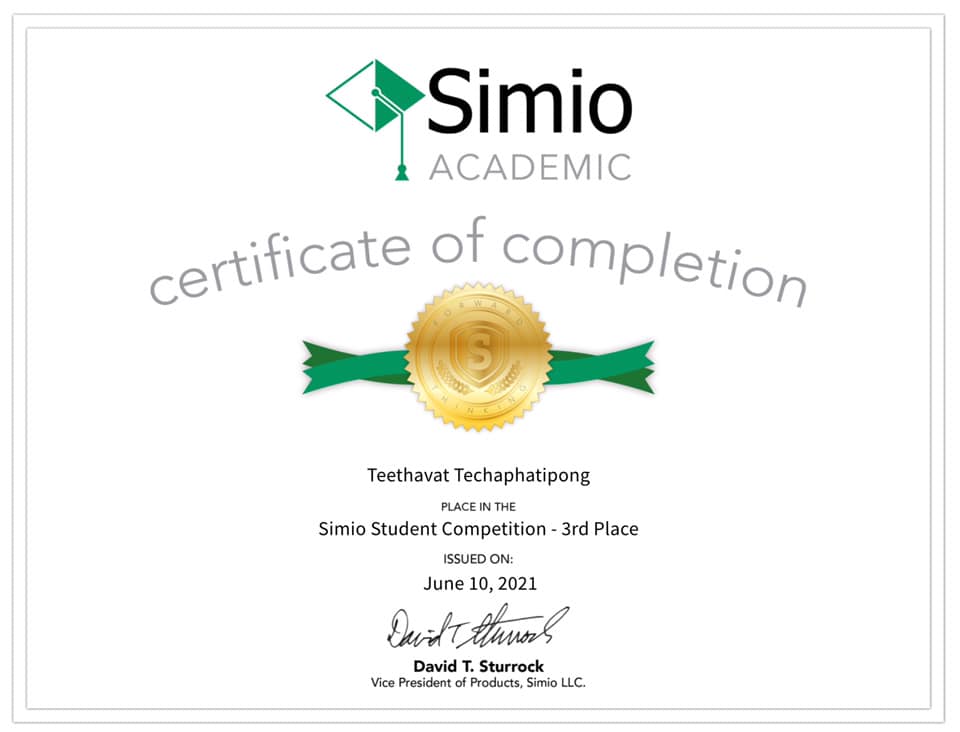 Simio
ACADEMIC
certificate of completion
FORWARD
S
THINKING
Teethavat Techaphatipong
PLACE IN THE
Simio Student Competition - 3rd Place
ISSUED ON:
June 10, 2021
David T Sturrock
David T. Sturrock
Vice President of Products, Simio LLC.